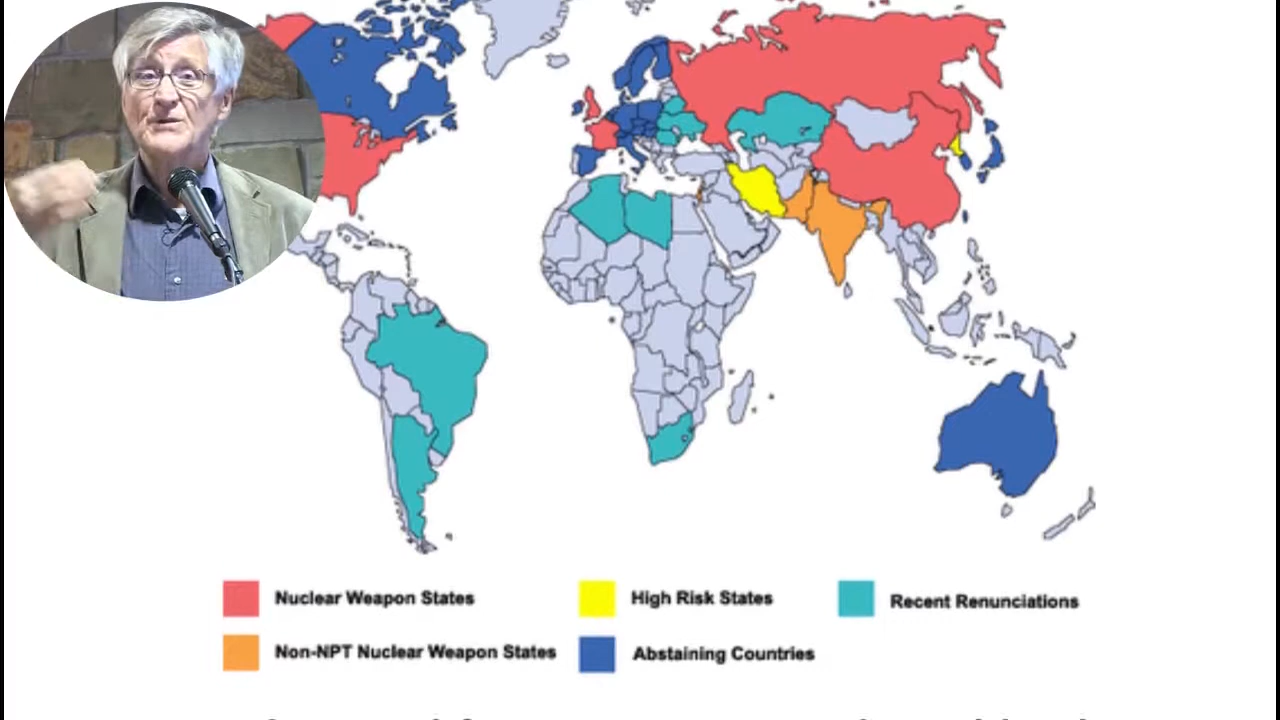 Nuclear Weapon States
High Risk States
Recent Renunciations
Non-NPT Nuclear Weapon States
Abstaining Countries